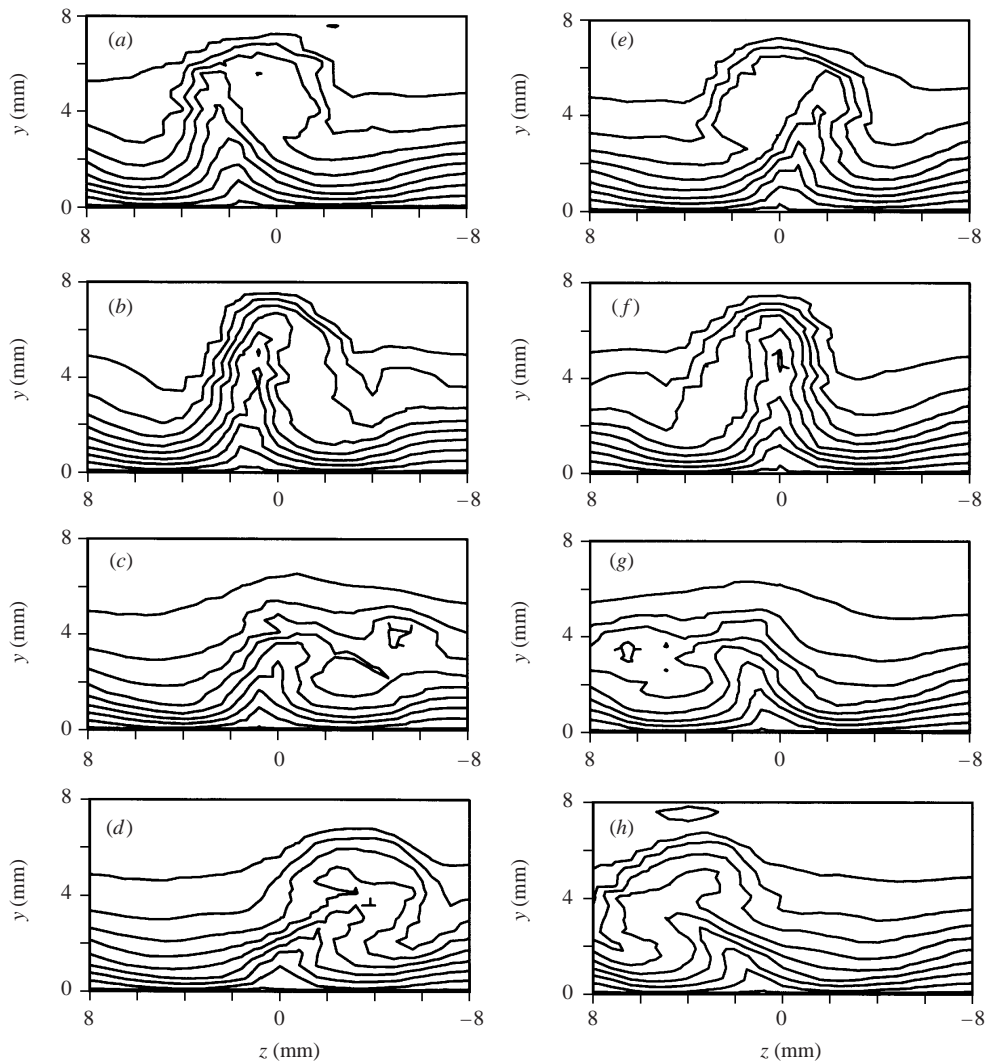 8 (a) 8 (e)
y (mm) 4 y (mm) 4
0 0
8 0 –8 8 0 –8
8 (b) 8 (f)
y (mm) 4 y (mm) 4
0 0
8 0 –8 8 0 –8
8 (c) 8 (g)
y (mm) 4 y (mm) 4
0 0
8 0 –8 8 0 –8
8 (d) 8 (h)
y (mm) 4 y (mm) 4
0 0
8 0 –8 8 0 –8
z (mm) z (mm)